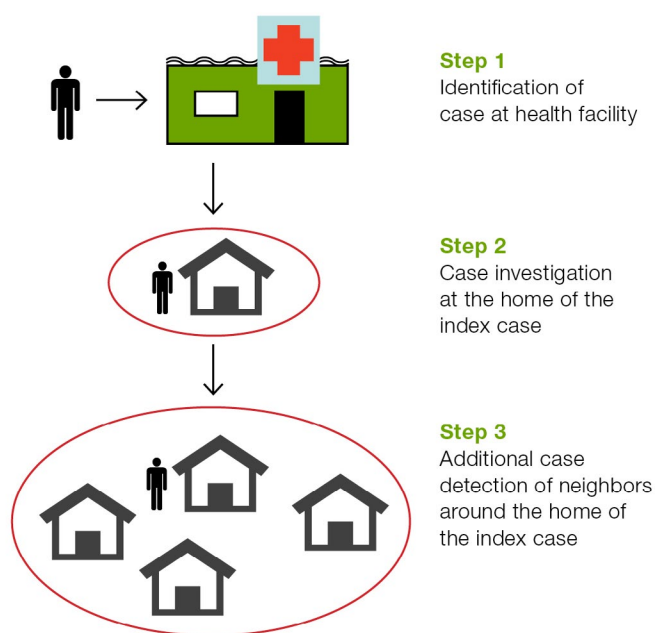 Step 1
Identification of
case at health facility
Step 2
Case investigation
at the home of the
index case
Step 3
Additional case
detection of neighbors
around the home of
the index case